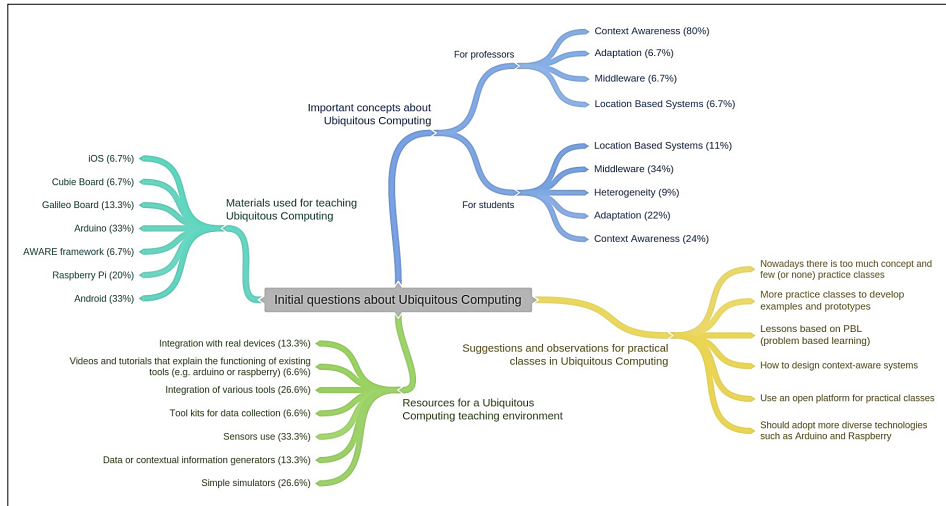 Initial questions about Ubiquitous Computing
Important concepts about
Ubiquitous Computing
For professors
Context Awareness (80%)
Adaptation (6.7%)
Middleware (6.7%)
Location Based Systems (6.7%)
For students
Location Based Systems (11%)
Middleware (34%)
Heterogeneity (9%)
Adaptation (22%)
Context Awareness (24%)
Materials used for teaching
Ubiquitous Computing
iOS (6.7%)
Cubie Board (6.7%)
Galileo Board (13.3%)
Arduino (33%)
AWARE framework (6.7%)
Raspberry Pi (20%)
Android (33%)
Suggestions and observations for practical
classes in Ubiquitous Computing
Nowadays there is too much concept and
few (or none) practice classes
More practice classes to develop
examples and prototypes
Lessons based on PBL
(problem based learning)
How to design context-aware systems
Use an open platform for practical classes
Should adopt more diverse technologies
such as Arduino and Raspberry
Resources for a Ubiquitous
Computing teaching environment
Integration with real devices (13.3%)
Videos and tutorials that explain the functioning of existing
tools (e.g. arduino or raspberry) (6.6%)
Integration of various tools (26.6%)
Tool kits for data collection (6.6%)
Sensors use (33.3%)
Data or contextual information generators (13.3%)
Simple simulators (26.6%)